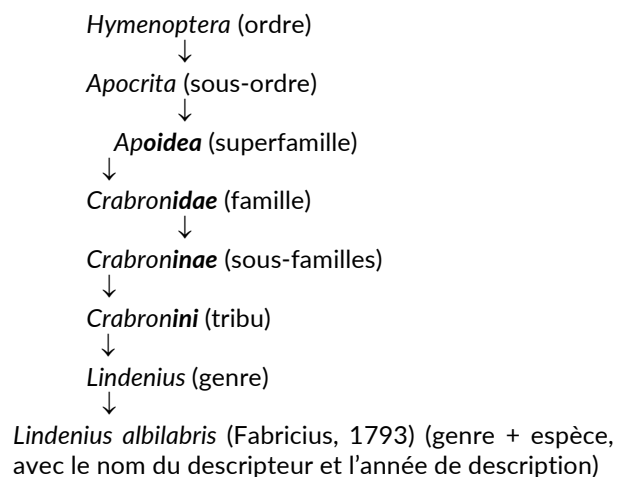 Hymenoptera (ordre)
↓
Apocrita (sous-ordre)
↓
Apoidea (superfamille)
↓
Crabronidae (famille)
↓
Crabroninae (sous-familles)
↓
Crabronini (tribu)
↓
Lindenius (genre)
↓
Lindenius albilabris (Fabricius, 1793) (genre + espèce,
avec le nom du descripteur et l’année de description)